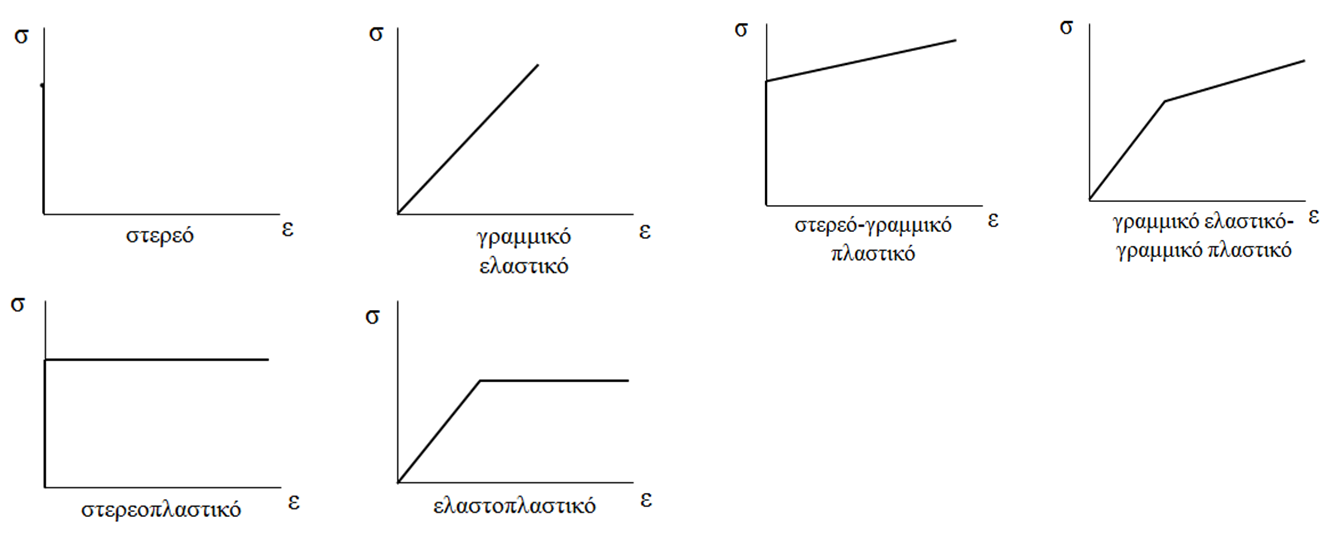 σ
ε
στερεό
σ
ε
γραμμικό
ελαστικό
σ
ε
στερεό-γραμμικό
πλαστικό
σ
ε
γραμμικό ελαστικό-
γραμμικό πλαστικό
σ
ε
στερεοπλαστικό
σ
ε
ελαστοπλαστικό